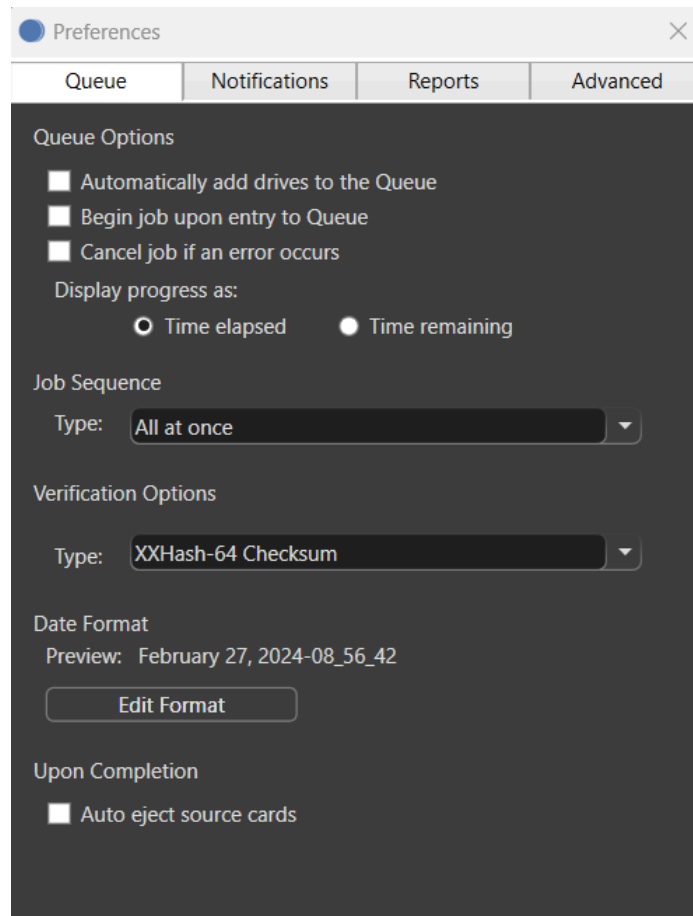 Preferences
Queue Notifications Reports Advanced
Queue Options
Automatically add drives to the Queue
Begin job upon entry to Queue
Cancel job if an error occurs
Display progress as:
Time elapsed Time remaining
Job Sequence
Type: All at once
Verification Options
Type: XXHash-64 Checksum
Date Format
Preview: February 27, 2024-08_56_42
Edit Format
Upon Completion
Auto eject source cards